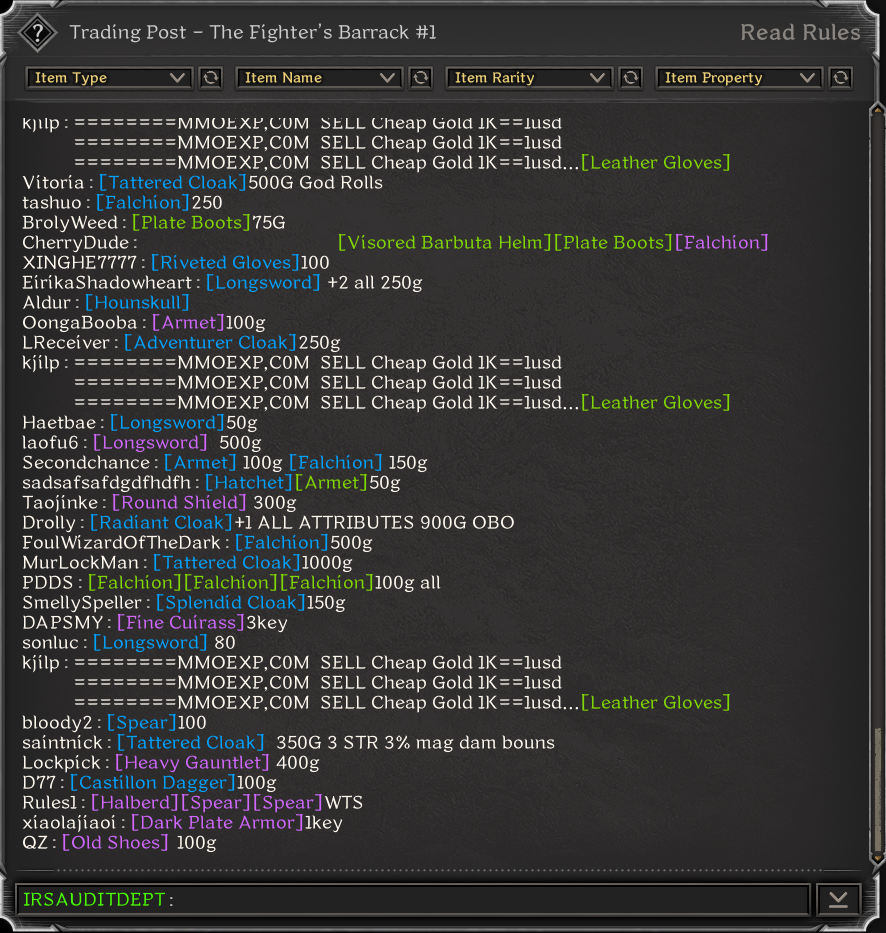 ?
Trading Post - The Fighter's Barrack #1
Read Rules
Item Type
Item Name
Item Rarity
Item Property
kjilp : ========MMOEXP,C0M SELL Cheap Gold 1K==1usd
========MMOEXP,C0M SELL Cheap Gold 1K==1usd
========MMOEXP,C0M SELL Cheap Gold 1K==1usd...[Leather Gloves]
Vitoria : [Tattered Cloak]500G God Rolls
tashuo : [Falchion]250
BrolyWeed : [Plate Boots]75G
CherryDude : [Visored Barbuta Helm][Plate Boots][Falchion]
XINGHE7777 : [Riveted Gloves]100
EirikaShadowheart : [Longsword] +2 all 250g
Aldur : [Hounskull]
OongaBooba : [Armet]100g
LReceiver : [Adventurer Cloak]250g
kjilp : ========MMOEXP,C0M SELL Cheap Gold 1K==1usd
========MMOEXP,C0M SELL Cheap Gold 1K==1usd
========MMOEXP,C0M SELL Cheap Gold 1K==1usd...[Leather Gloves]
Haetbae : [Longsword]50g
laofu6 : [Longsword] 500g
Secondchance : [Armet] 100g [Falchion] 150g
sadsafsafdgdfhdfh : [Hatchet][Armet]50g
Taojinke : [Round Shield] 300g
Drolly : [Radiant Cloak]+1 ALL ATTRIBUTES 900G OBO
FoulWizardOfTheDark : [Falchion]500g
MurLockMan : [Tattered Cloak]1000g
PDDS : [Falchion][Falchion][Falchion]100g all
SmellySpeller : [Splendid Cloak]150g
DAPSMY : [Fine Cuirass]3key
sonluc : [Longsword] 80
kjilp : ========MMOEXP,C0M SELL Cheap Gold 1K==1usd
========MMOEXP,C0M SELL Cheap Gold 1K==1usd
========MMOEXP,C0M SELL Cheap Gold 1K==1usd...[Leather Gloves]
bloody2 : [Spear]100
saintnick : [Tattered Cloak] 350G 3 STR 3% mag dam bouns
Lockpick : [Heavy Gauntlet] 400g
D77 : [Castillon Dagger]100g
Rules1 : [Halberd][Spear][Spear]WTS
xiaolajiaoi : [Dark Plate Armor]1key
QZ : [Old Shoes] 100g
IRSAUDITDEPT :